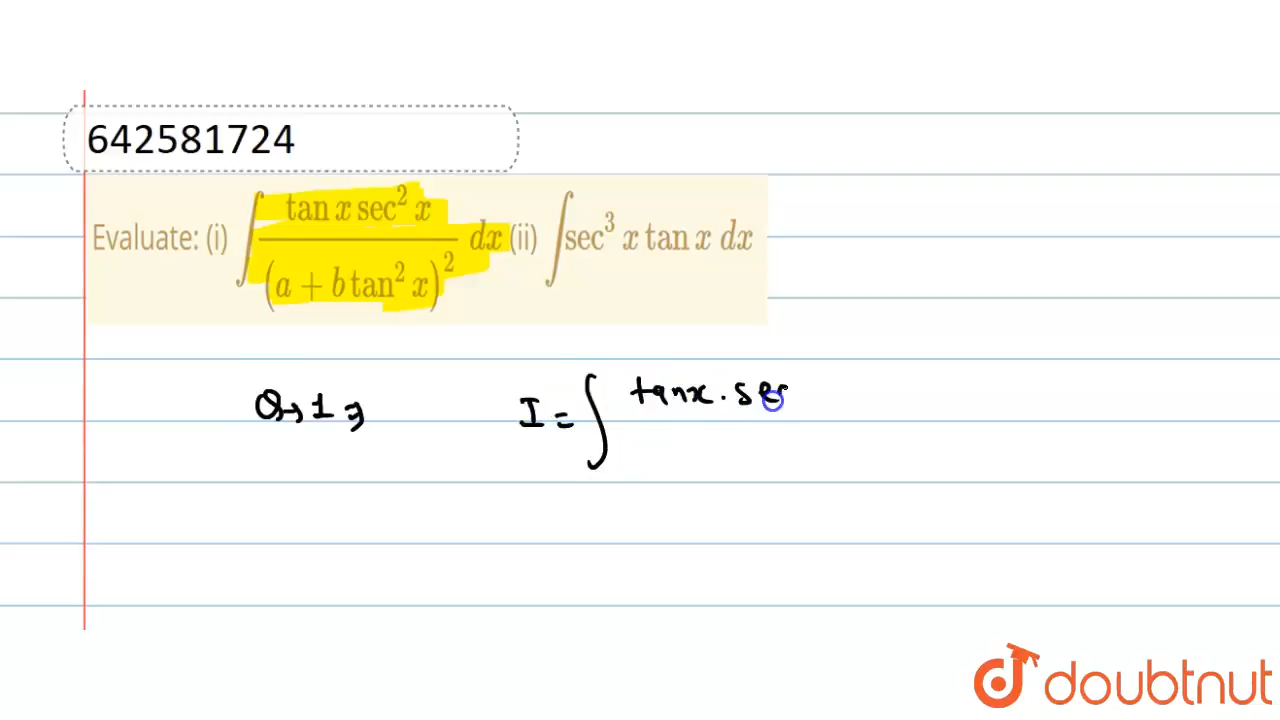 642581724
Evaluate: (i) ∫ tan x sec² x / (a + b tan² x)² dx (ii) ∫ sec³ x tan x dx
Q → 1 ⇒ I = ∫ tanx . sec
doubtnut